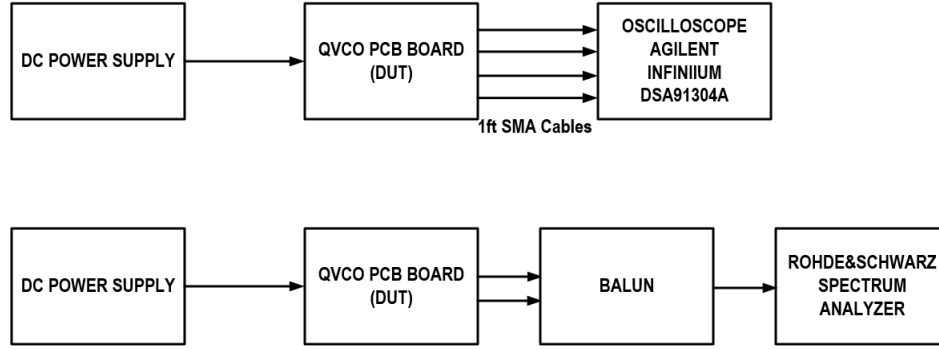 DC POWER SUPPLY
QVCO PCB BOARD
(DUT)
OSCILLOSCOPE
AGILENT
INFINIIUM
DSA91304A
1ft SMA Cables
DC POWER SUPPLY
QVCO PCB BOARD
(DUT)
BALUN
ROHDE&SCHWARZ
SPECTRUM
ANALYZER